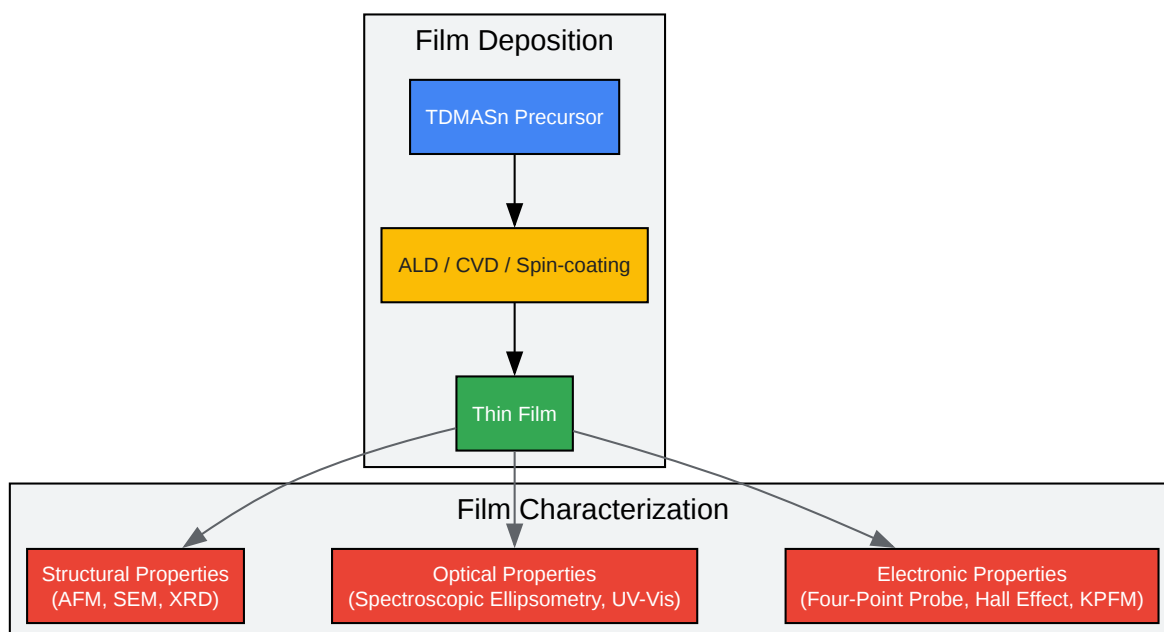 Film Deposition
TDMASn Precursor
ALD / CVD / Spin-coating
Thin Film
Film Characterization
Structural Properties
(AFM, SEM, XRD)
Optical Properties
(Spectroscopic Ellipsometry, UV-Vis)
Electronic Properties
(Four-Point Probe, Hall Effect, KPFM)